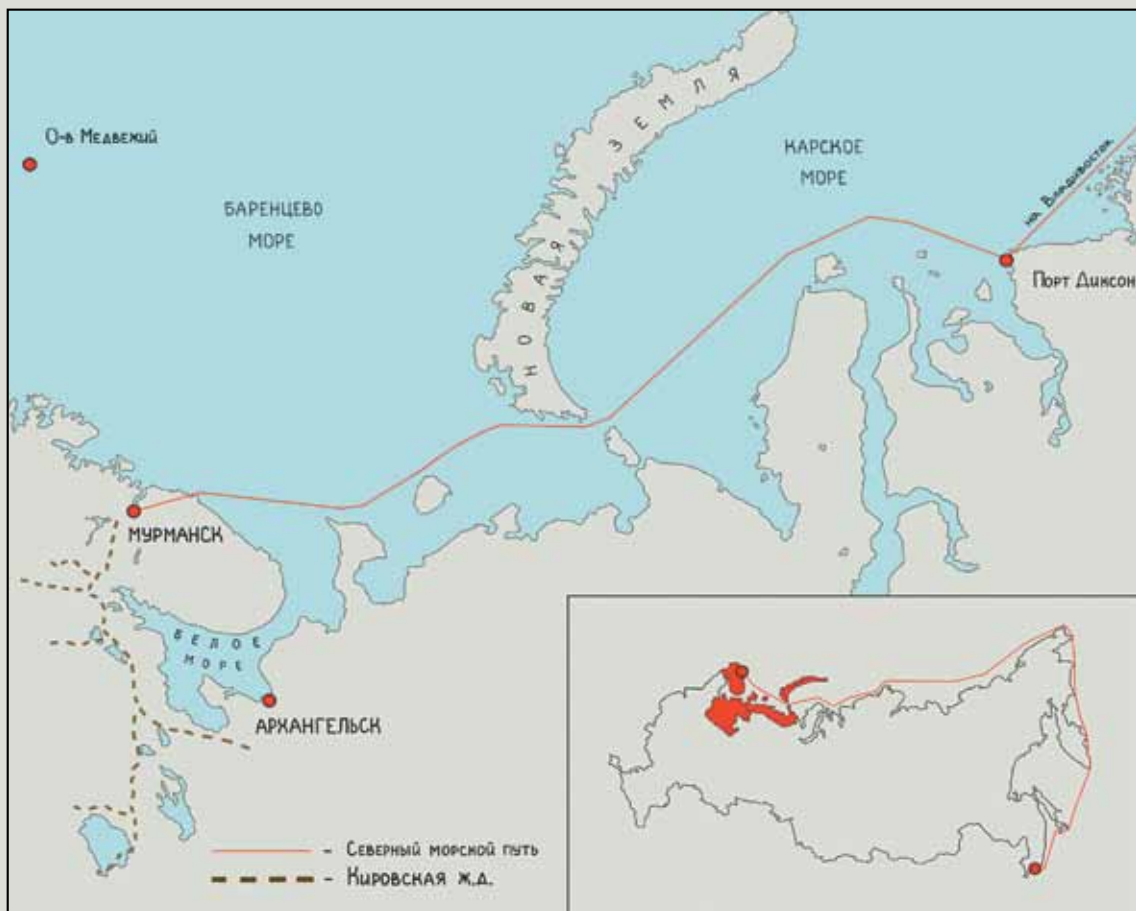 О-в Медвежий
БАРЕНЦЕВО
МОРЕ
НОВАЯ ЗЕМЛЯ
КАРСКОЕ
МОРЕ
на Владивосток
Порт Диксон
МУРМАНСК
БЕЛОЕ
МОРЕ
АРХАНГЕЛЬСК
- Северный морской путь
- Кировская ж.д.